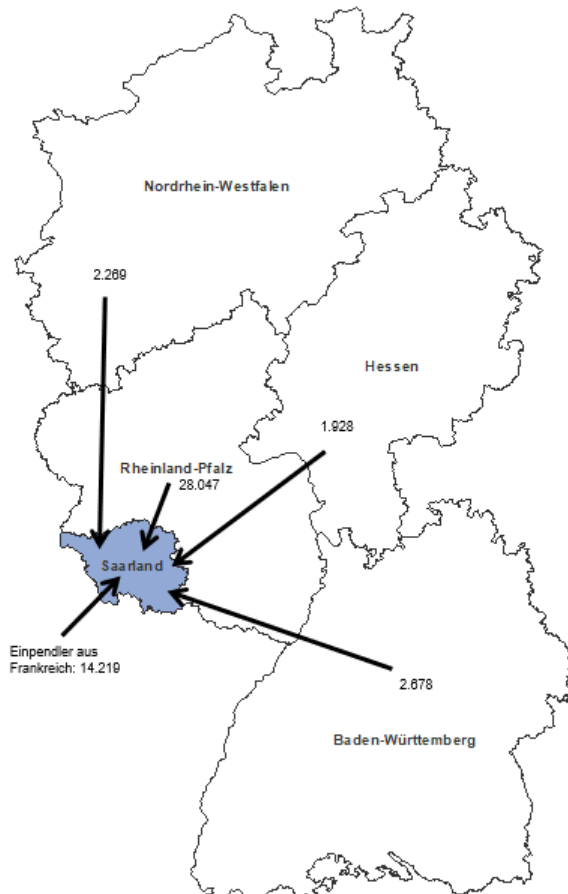 Nordrhein-Westfalen
2.269
Hessen
1.928
Rheinland-Pfalz
28.047
Saarland
Einpendler aus
Frankreich: 14.219
2.678
Baden-Württemberg